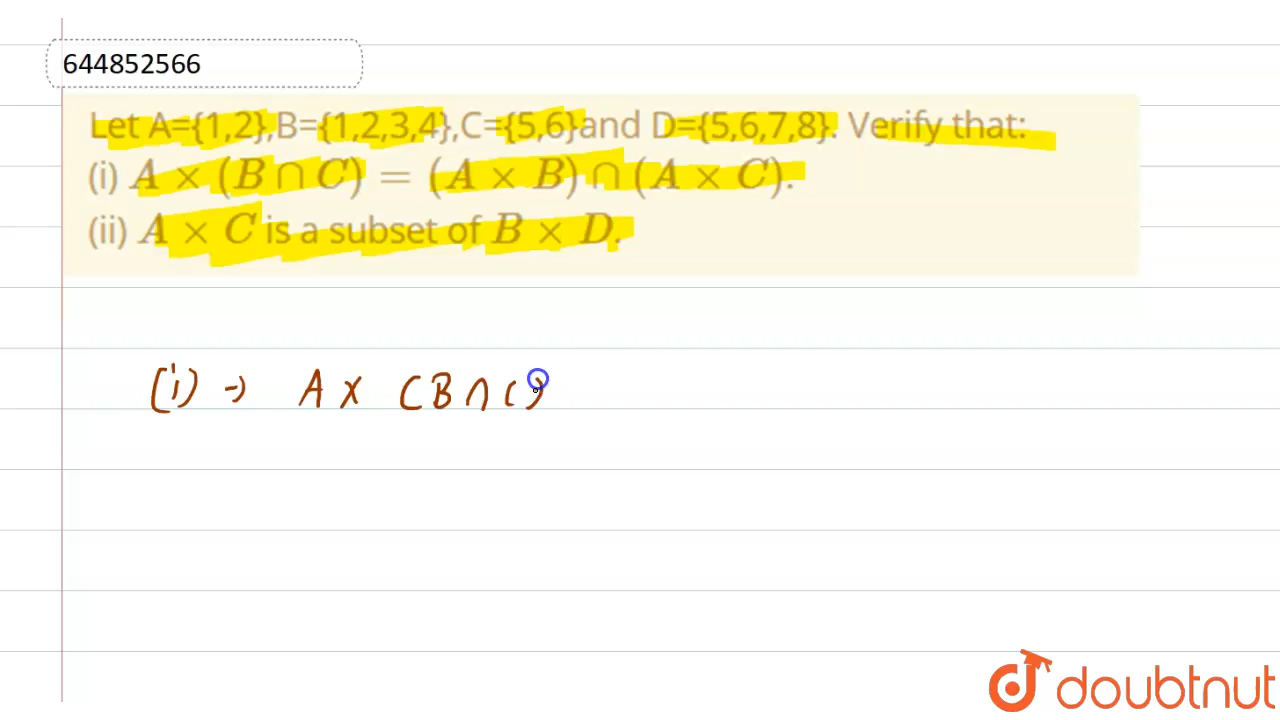 644852566
Let A={1,2},B={1,2,3,4},C={5,6}and D={5,6,7,8}. Verify that:
(i) A × (B ∩ C) = (A × B) ∩ (A × C).
(ii) A × C is a subset of B × D.
(i) → A × (B ∩ C)
doubtnut